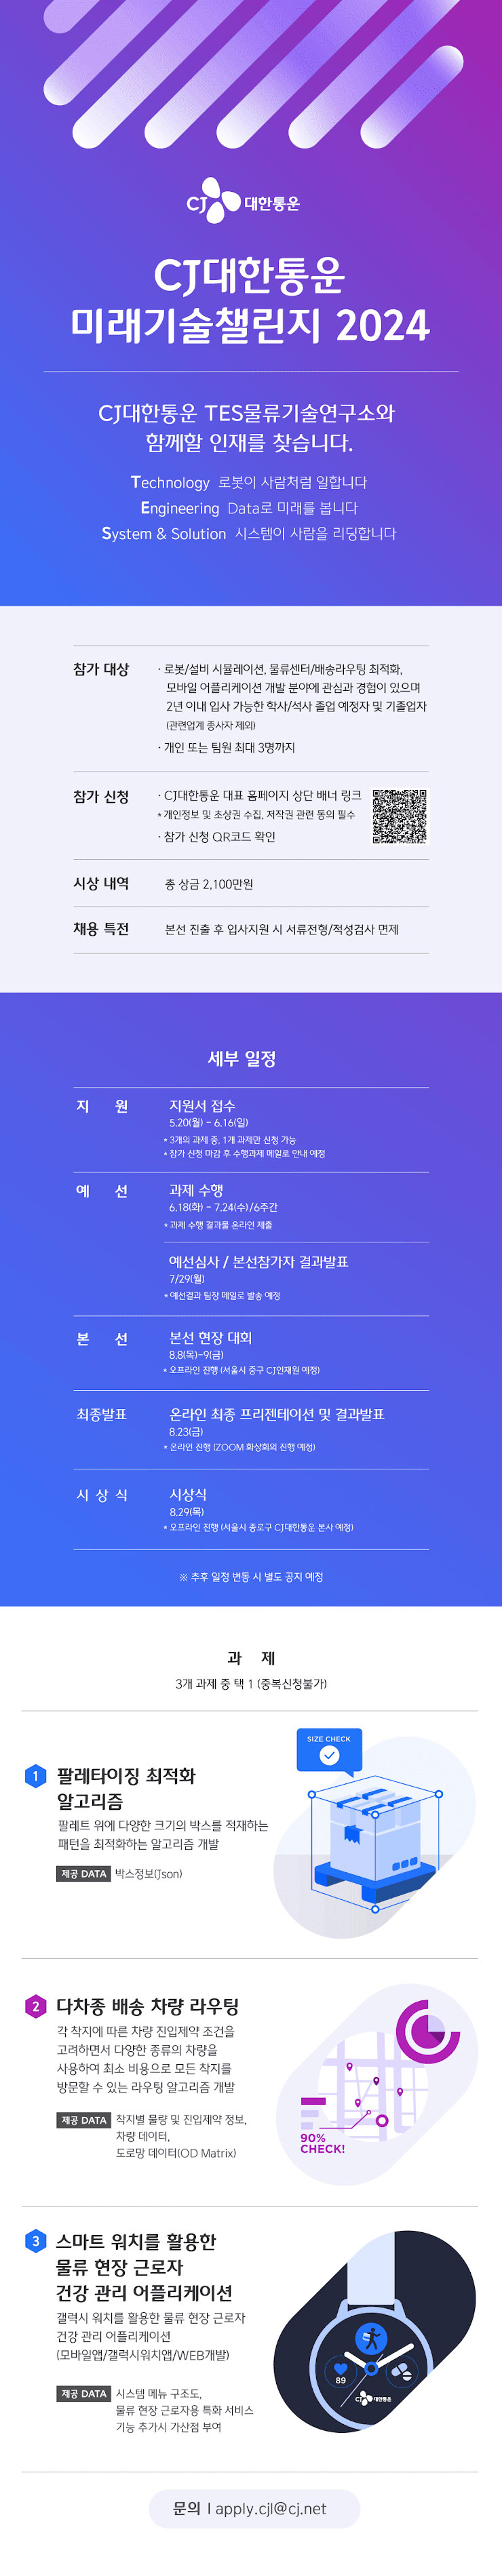 CJ 대한통운
CJ대한통운
미래기술챌린지 2024
CJ대한통운 TES물류기술연구소와
함께할 인재를 찾습니다.
Technology 로봇이 사람처럼 일합니다
Engineering Data로 미래를 봅니다
System & Solution 시스템이 사람을 리딩합니다
참가 대상
· 로봇/설비 시뮬레이션, 물류센터/배송라우팅 최적화,
모바일 어플리케이션 개발 분야에 관심과 경험이 있으며
2년 이내 입사 가능한 학사/석사 졸업 예정자 및 기졸업자
(관련업계 종사자 제외)
· 개인 또는 팀원 최대 3명까지
참가 신청
· CJ대한통운 대표 홈페이지 상단 배너 링크
* 개인정보 및 초상권 수집, 저작권 관련 동의 필수
· 참가 신청 QR코드 확인
시상 내역
총 상금 2,100만원
채용 특전
본선 진출 후 입사지원 시 서류전형/적성검사 면제
세부 일정
지 원
지원서 접수
5.20(월) - 6.16(일)
* 3개의 과제 중, 1개 과제만 신청 가능
* 참가 신청 마감 후 수행과제 메일로 안내 예정
예 선
과제 수행
6.18(화) - 7.24(수)/6주간
* 과제 수행 결과물 온라인 제출
예선심사 / 본선참가자 결과발표
7/29(월)
* 예선결과 팀장 메일로 발송 예정
본 선
본선 현장 대회
8.8(목)-9(금)
* 오프라인 진행 (서울시 중구 CJ인재원 예정)
최종발표
온라인 최종 프리젠테이션 및 결과발표
8.23(금)
* 온라인 진행 (ZOOM 화상회의 진행 예정)
시 상 식
시상식
8.29(목)
* 오프라인 진행 (서울시 종로구 CJ대한통운 본사 예정)
※ 추후 일정 변동 시 별도 공지 예정
과 제
3개 과제 중 택 1 (중복신청불가)
SIZE CHECK
1 팔레타이징 최적화
알고리즘
팔레트 위에 다양한 크기의 박스를 적재하는
패턴을 최적화하는 알고리즘 개발
제공 DATA 박스정보(Json)
2 다차종 배송 차량 라우팅
각 착지에 따른 차량 진입제약 조건을
고려하면서 다양한 종류의 차량을
사용하여 최소 비용으로 모든 착지를
방문할 수 있는 라우팅 알고리즘 개발
제공 DATA 착지별 물량 및 진입제약 정보,
차량 데이터,
도로망 데이터(OD Matrix)
90%
CHECK!
3 스마트 워치를 활용한
물류 현장 근로자
건강 관리 어플리케이션
갤럭시 워치를 활용한 물류 현장 근로자
건강 관리 어플리케이션
(모바일앱/갤럭시워치앱/WEB개발)
제공 DATA 시스템 메뉴 구조도,
물류 현장 근로자용 특화 서비스
기능 추가시 가산점 부여
89
CJ 대한통운
문의 | apply.cjl@cj.net